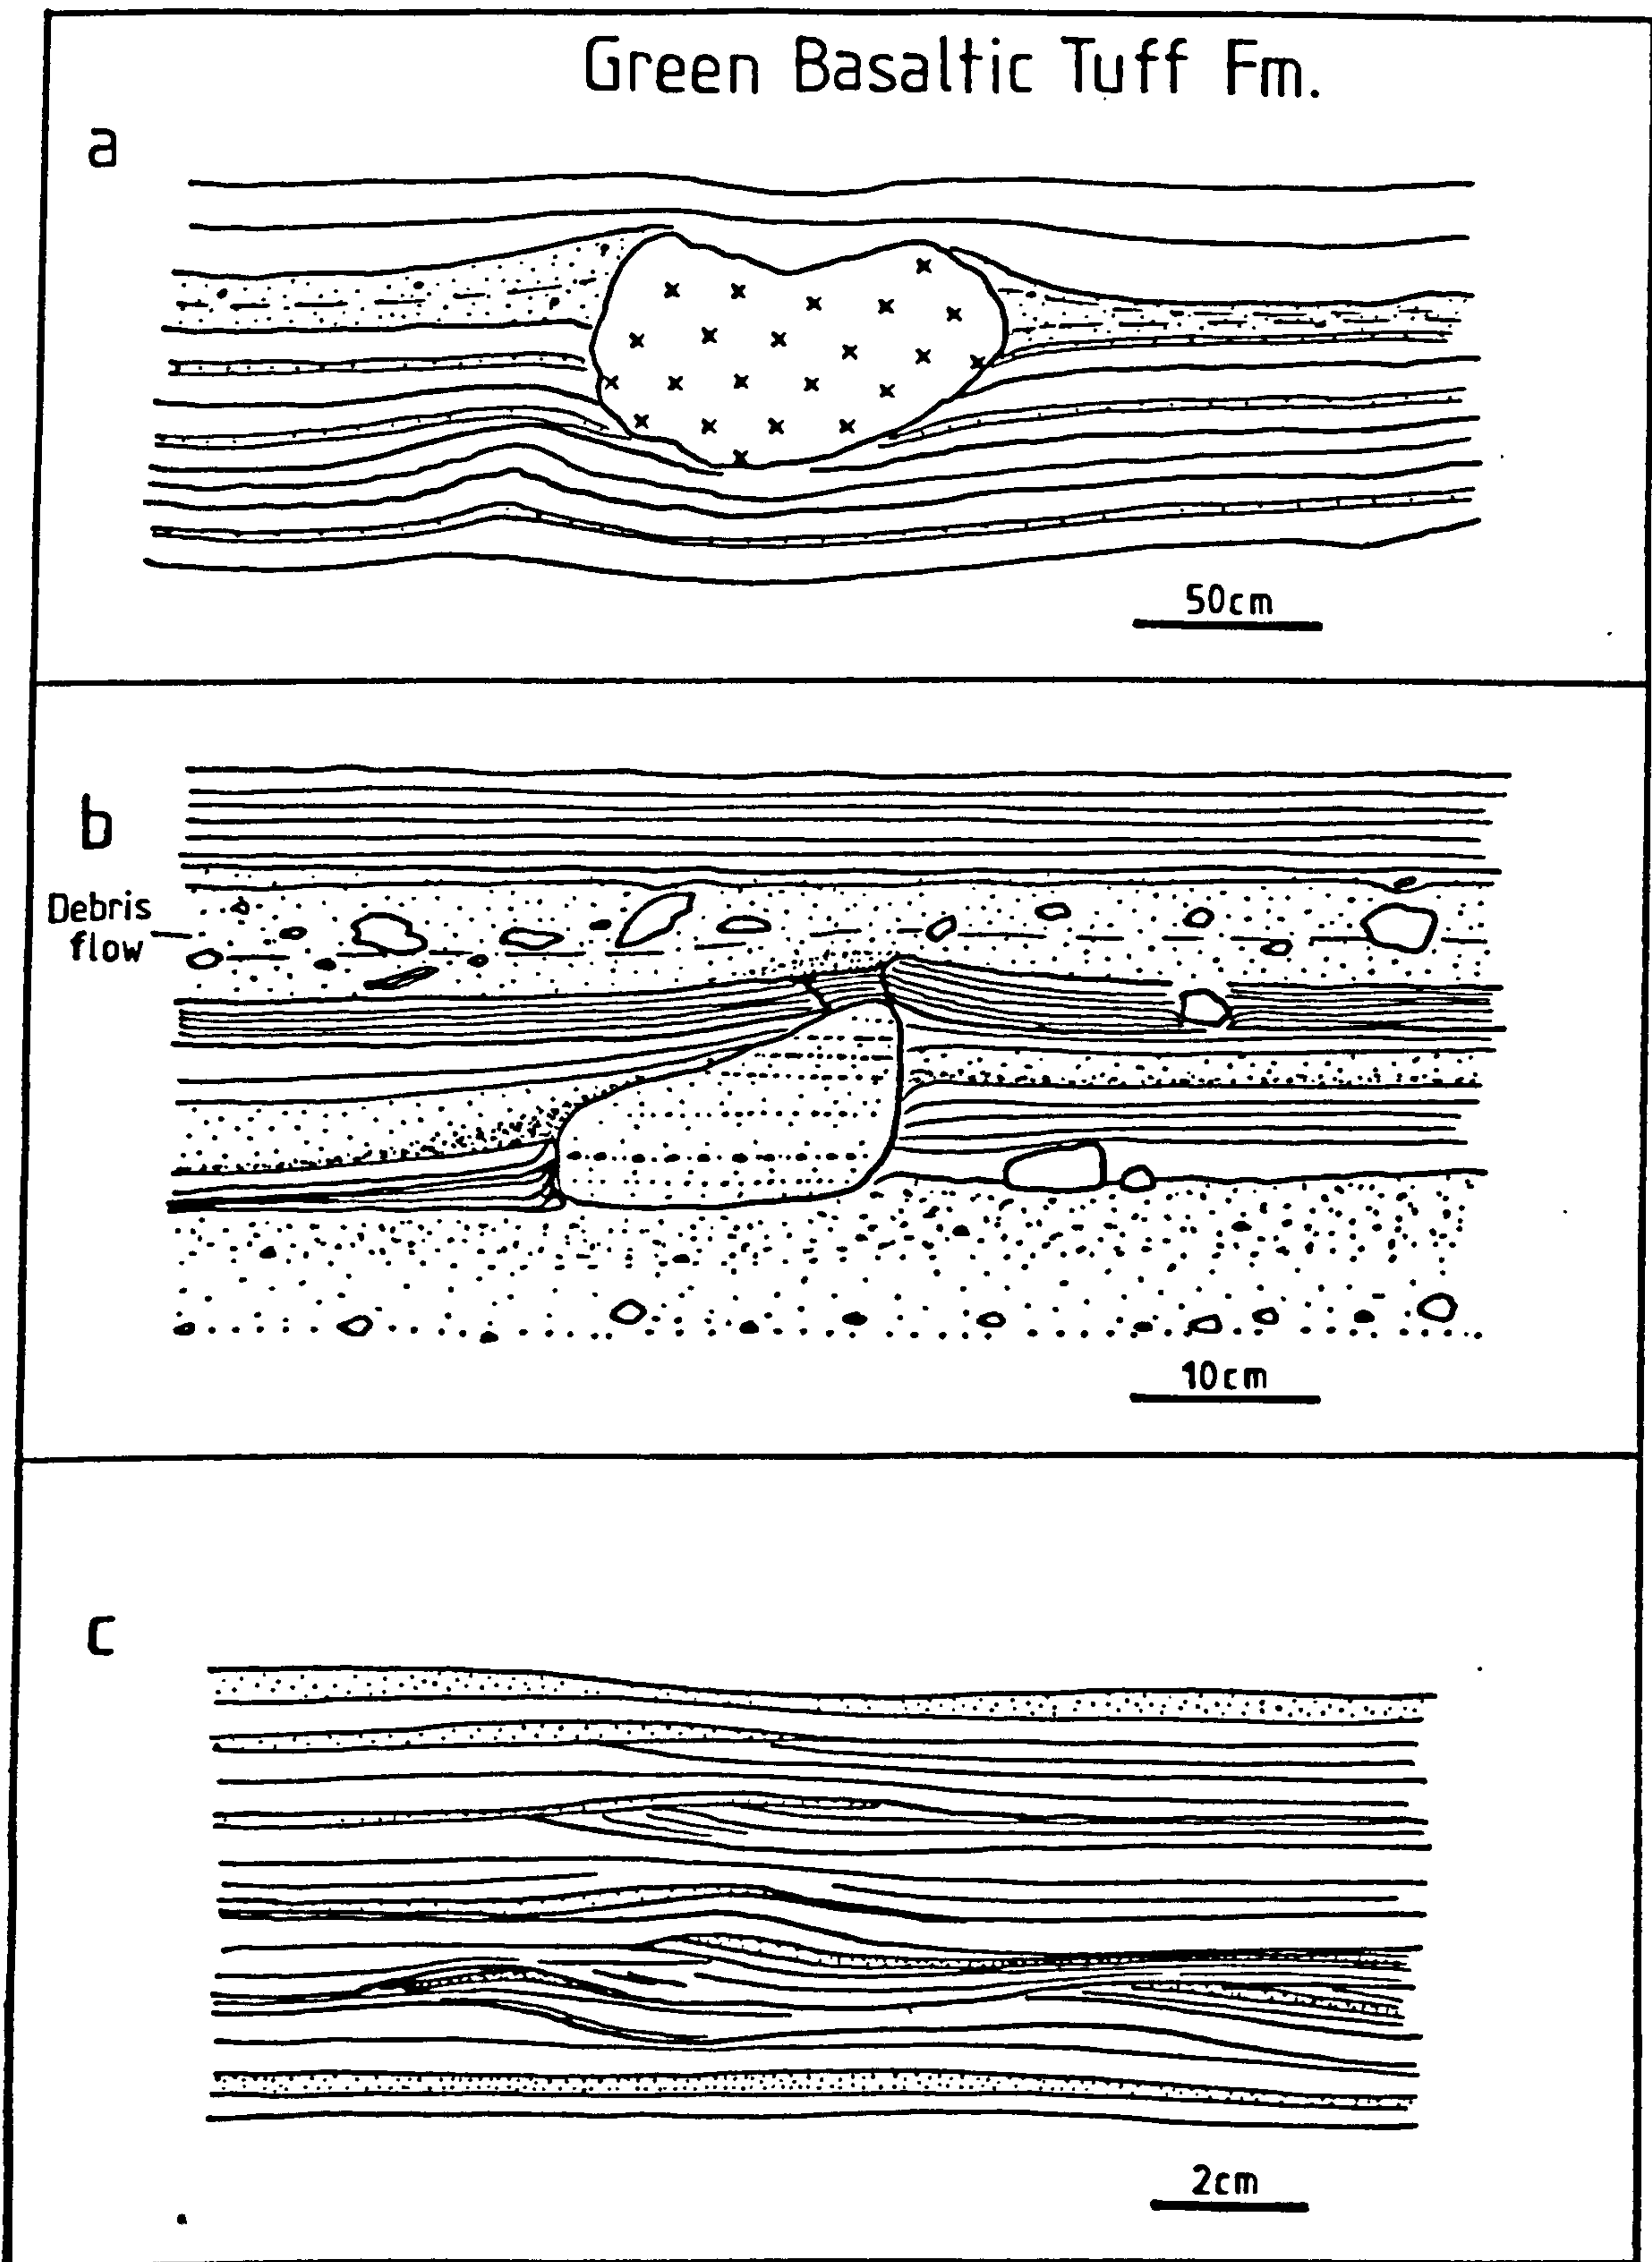 Green Basaltic Tuff Fm.
a
50cm
b
Debris
flow
10cm
c
2cm